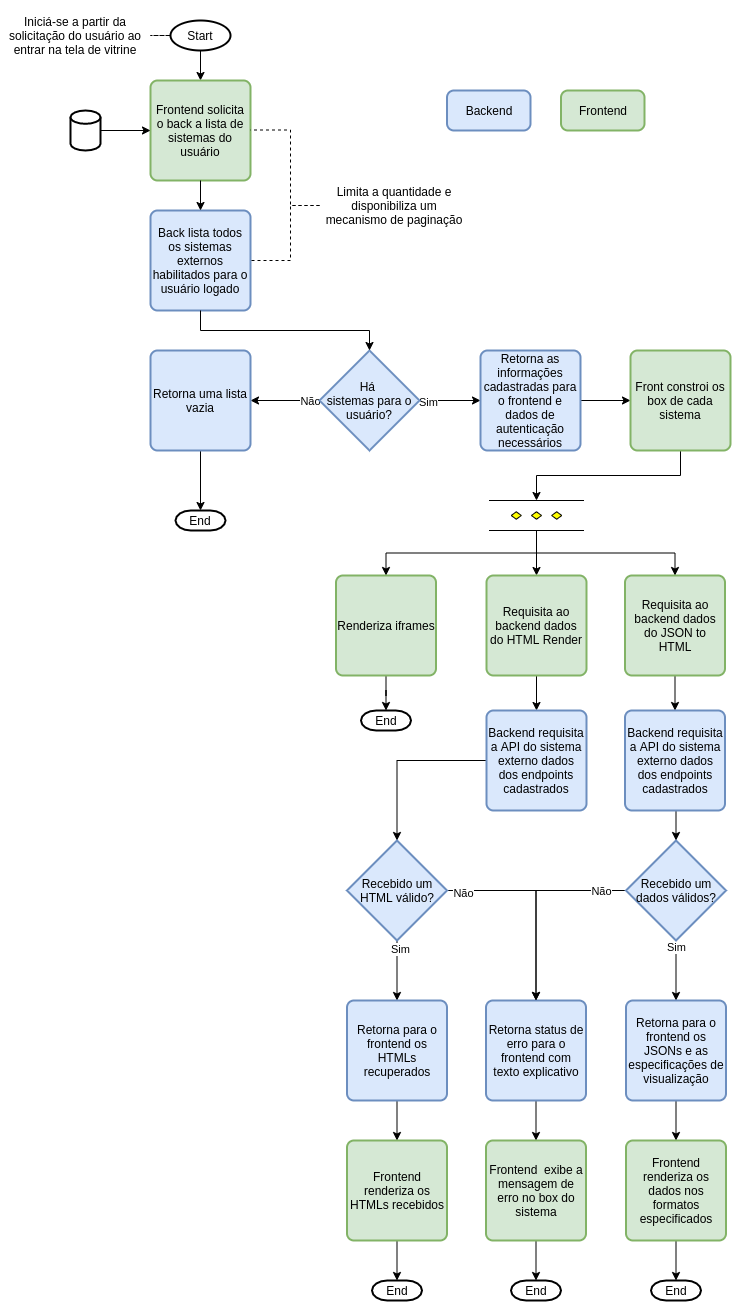 Iniciá-se a partir da
solicitação do usuário ao
entrar na tela de vitrine
Start
Frontend solicita
o back a lista de
sistemas do
usuário
Backend
Frontend
Limita a quantidade e
disponibiliza um
mecanismo de paginação
Back lista todos
os sistemas
externos
habilitados para o
usuário logado
Retorna uma lista
vazia
Não
Há
sistemas para o
usuário?
Sim
Retorna as
informações
cadastradas para
o frontend e
dados de
autenticação
necessários
Front constroi os
box de cada
sistema
End
Renderiza iframes
Requisita ao
backend dados
do HTML Render
Requisita ao
backend dados
do JSON to
HTML
End
Backend requisita
a API do sistema
externo dados
dos endpoints
cadastrados
Backend requisita
a API do sistema
externo dados
dos endpoints
cadastrados
Recebido um
HTML válido?
Não
Não
Recebido um
dados válidos?
Sim
Sim
Retorna para o
frontend os
HTMLs
recuperados
Retorna status de
erro para o
frontend com
texto explicativo
Retorna para o
frontend os
JSONs e as
especificações de
visualização
Frontend
renderiza os
HTMLs recebidos
Frontend  exibe a
mensagem de
erro no box do
sistema
Frontend
renderiza os
dados nos
formatos
especificados
End
End
End